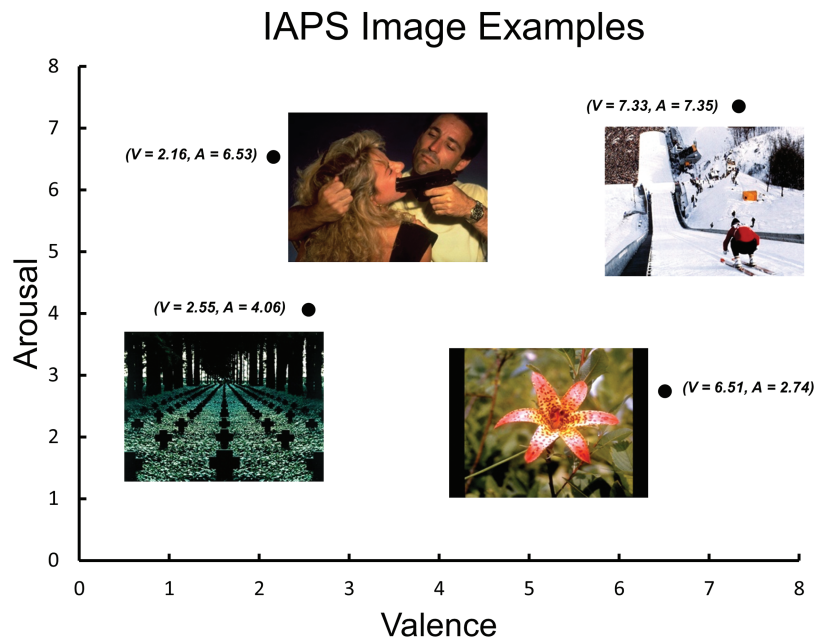 IAPS Image Examples
8
7
6
5
4
3
2
1
0
Arousal
(V = 7.33, A = 7.35)
(V = 2.16, A = 6.53)
(V = 2.55, A = 4.06)
(V = 6.51, A = 2.74)
0 1 2 3 4 5 6 7 8
Valence